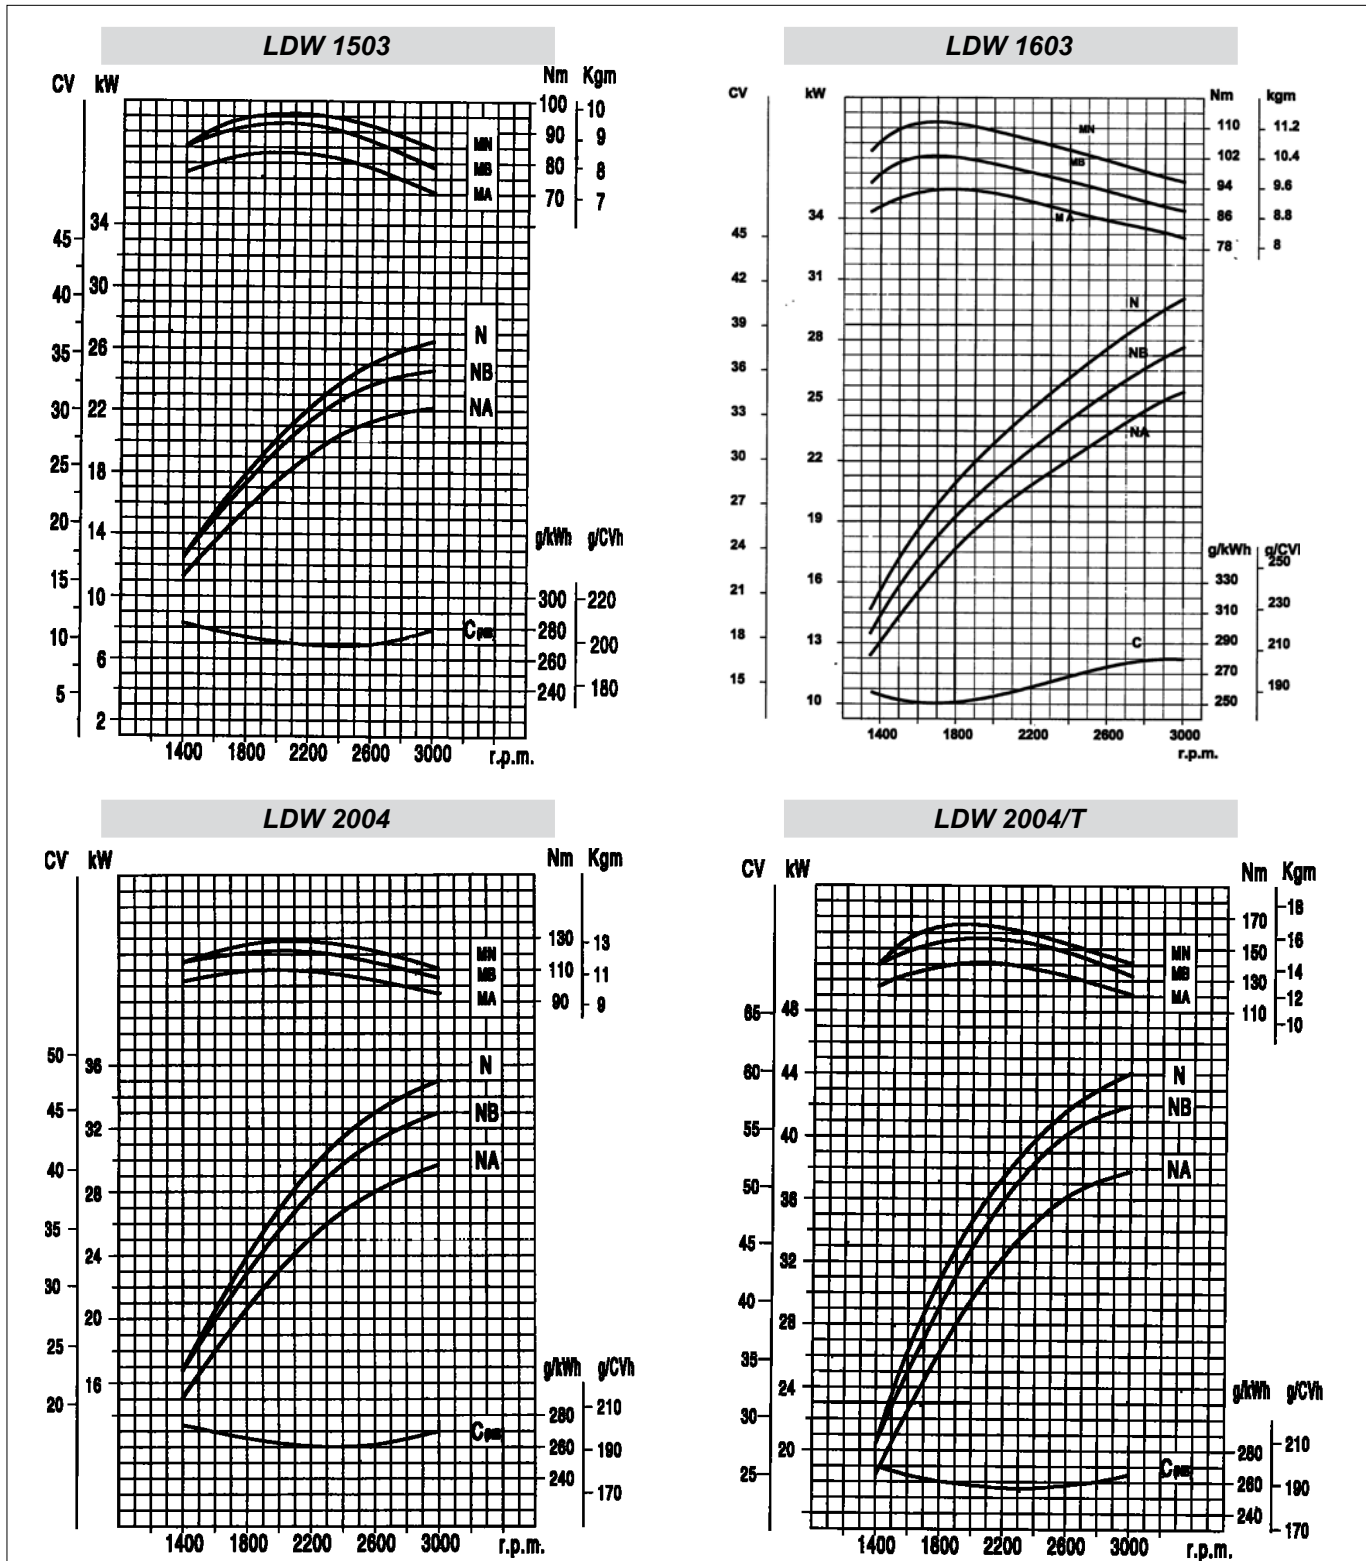 LDW 1503
CV kW Nm Kgm
100 10
90 9
80 8
70 7
MN
MB
MA
34
45
40 30
35 26
30 22
25 18
20 14
15 10
10 6
5 2
N
NB
NA
g/kWh g/CVh
300 220
280 200
260
240 180
C
1400 1800 2200 2600 3000
r.p.m.
LDW 1603
CV kW Nm kgm
110 11.2
102 10.4
94 9.6
86 8.8
78 8
MN
MB
MA
34
45
42 31
39 28
36
33 25
30 22
27 19
24
21 16
18 13
15 10
N
NB
NA
g/kWh g/CVh
330 250
310 230
290 210
270 190
250
C
1400 1800 2200 2600 3000
r.p.m.
LDW 2004
CV kW Nm Kgm
130 13
110 11
90 9
MN
MB
MA
50 36
45 32
40 28
35 24
30 20
25 16
20
N
NB
NA
g/kWh g/CVh
280 210
260 190
240 170
C
1400 1800 2200 2600 3000 r.p.m.
LDW 2004/T
CV kW Nm Kgm
170 18
150 16
130 14
110 12
10
MN
MB
MA
65 48
60 44
55 40
50 36
45 32
40 28
35 24
30 20
25
N
NB
NA
g/kWh g/CVh
280 210
260 190
240 170
C
1400 1800 2200 2600 3000 r.p.m.